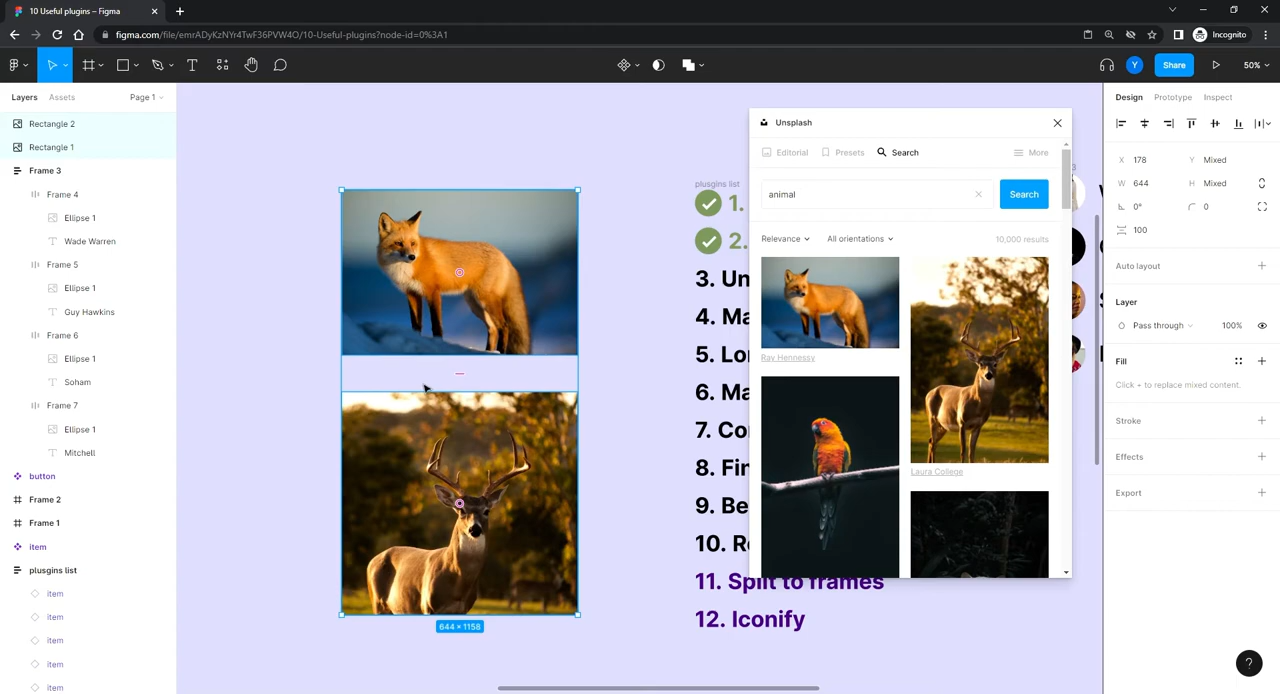 10 Useful plugins – Figma
figma.com/file/emrADyKzNYr4TwF36PVW4O/10-Useful-plugins?node-id=0%3A1
Incognito
Y
Share
50%
Layers
Assets
Page 1
Rectangle 2
Rectangle 1
Frame 3
Frame 4
Ellipse 1
Wade Warren
Frame 5
Ellipse 1
Guy Hawkins
Frame 6
Ellipse 1
Soham
Frame 7
Ellipse 1
Mitchell
button
Frame 2
Frame 1
item
plusgins list
item
item
item
item
item
644 × 1158
plusgins list
1.
2.
3. Un
4. Ma
5. Lor
6. Ma
7. Co
8. Fin
9. Be
10. Re
11. Split to frames
12. Iconify
Unsplash
Editorial
Presets
Search
More
animal
Search
Relevance
All orientations
10,000 results
Ray Hennessy
Laura College
Design
Prototype
Inspect
X 178
Y Mixed
W 644
H Mixed
0°
0
100
Auto layout
Layer
Pass through
100%
Fill
Click + to replace mixed content.
Stroke
Effects
Export
?